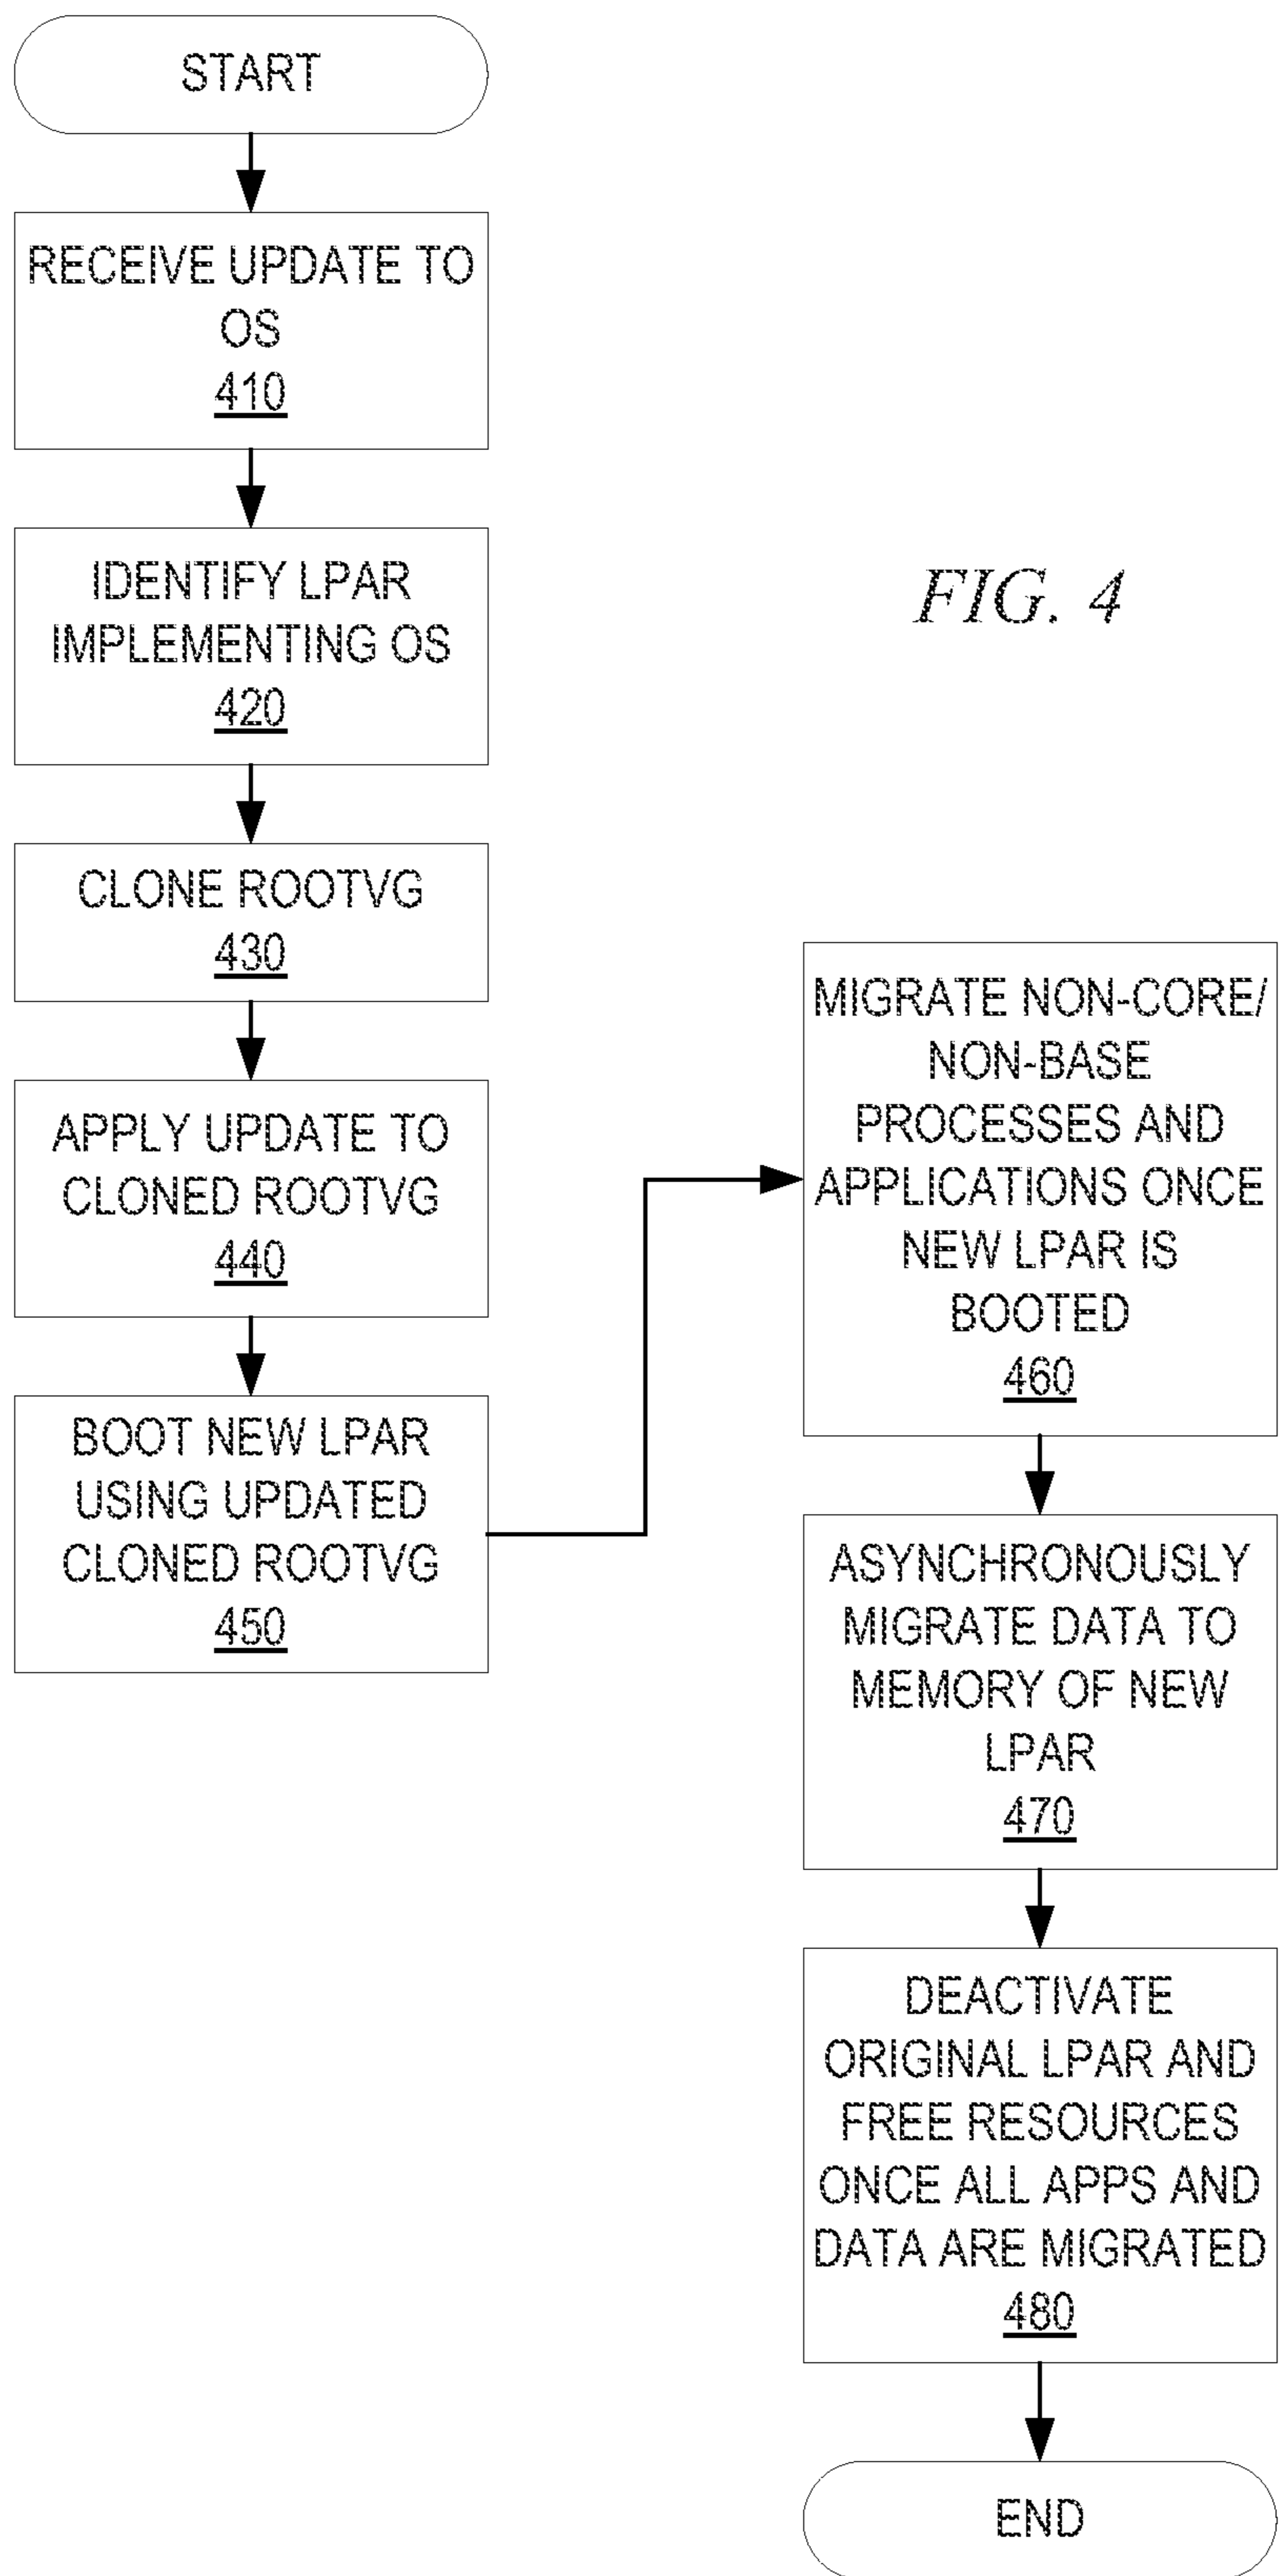 START
RECEIVE UPDATE TO
OS
410
IDENTIFY LPAR
IMPLEMENTING OS
420
CLONE ROOTVG
430
APPLY UPDATE TO
CLONED ROOTVG
440
BOOT NEW LPAR
USING UPDATED
CLONED ROOTVG
450
FIG. 4
MIGRATE NON-CORE/
NON-BASE
PROCESSES AND
APPLICATIONS ONCE
NEW LPAR IS
BOOTED
460
ASYNCHRONOUSLY
MIGRATE DATA TO
MEMORY OF NEW
LPAR
470
DEACTIVATE
ORIGINAL LPAR AND
FREE RESOURCES
ONCE ALL APPS AND
DATA ARE MIGRATED
480
END